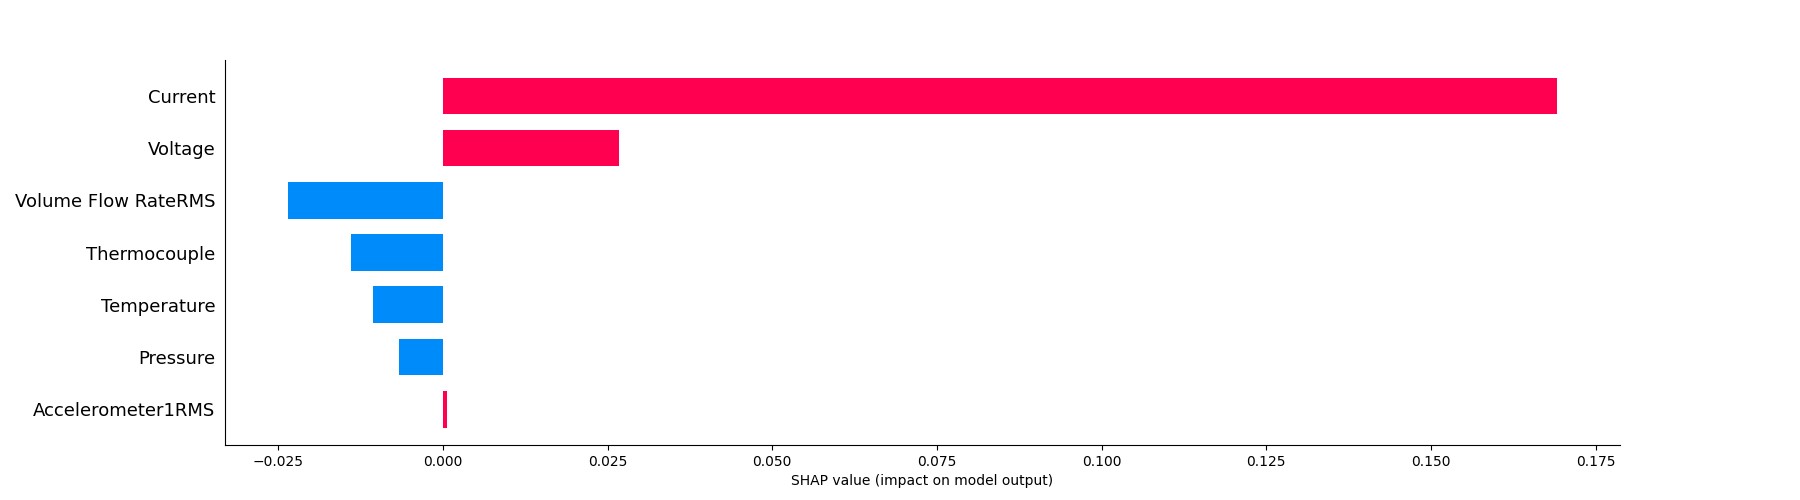 Current
Voltage
Volume Flow RateRMS
Thermocouple
Temperature
Pressure
Accelerometer1RMS
−0.025 0.000 0.025 0.050 0.075 0.100 0.125 0.150 0.175
SHAP value (impact on model output)